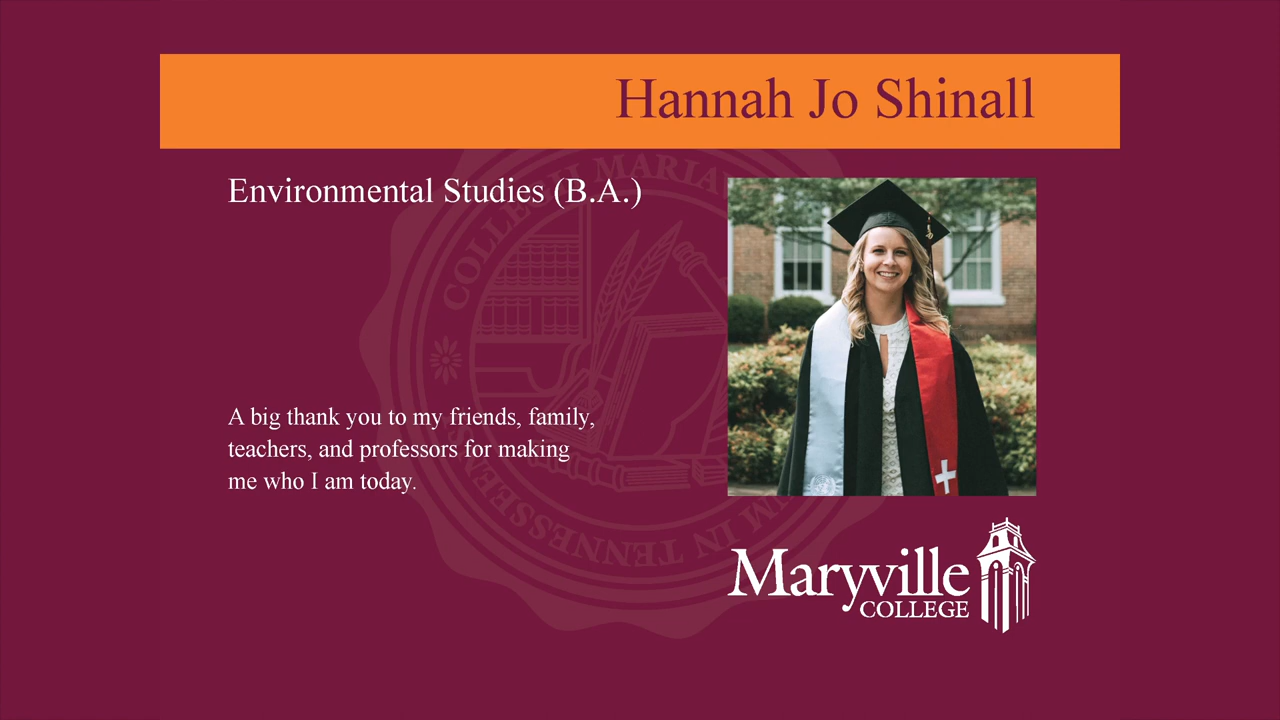 Hannah Jo Shinall
Environmental Studies (B.A.)
A big thank you to my friends, family,
teachers, and professors for making
me who I am today.
Maryville
COLLEGE